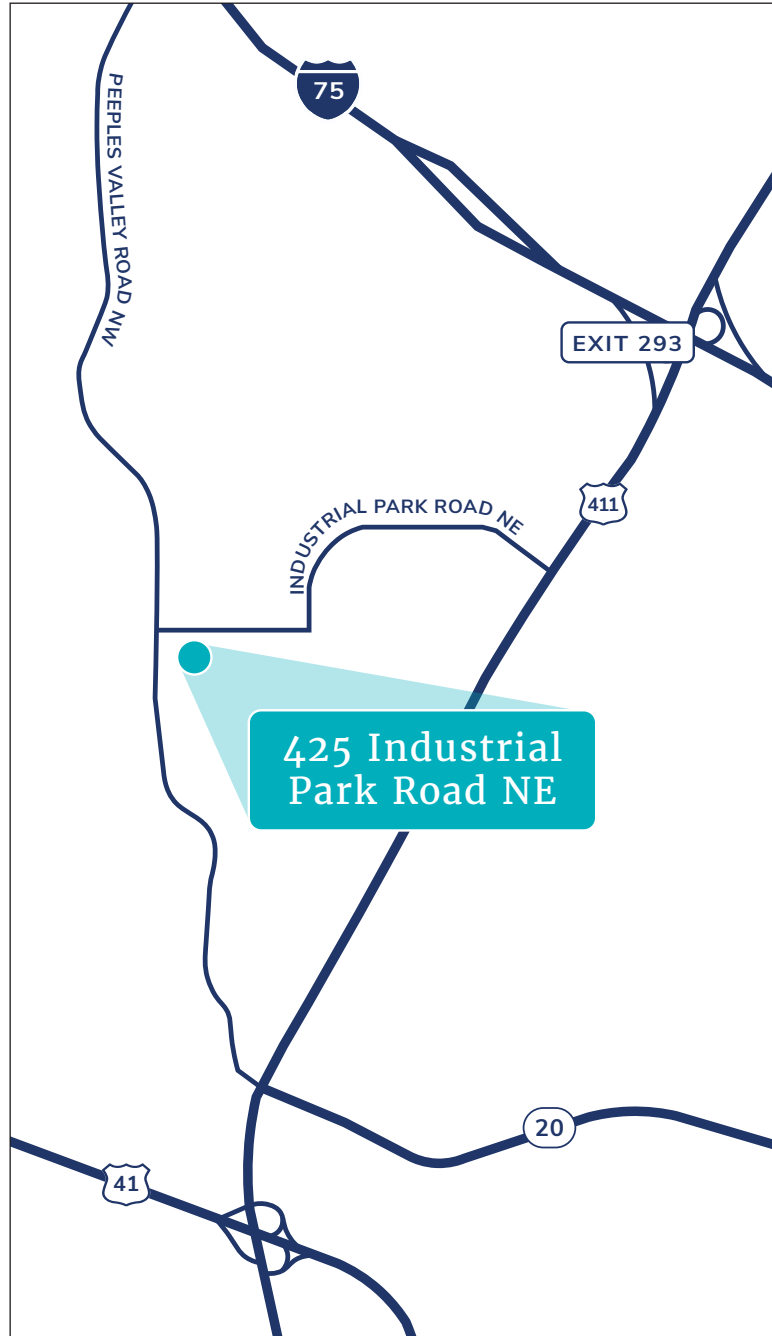 75
PEEPLES VALLEY ROAD NW
EXIT 293
411
INDUSTRIAL PARK ROAD NE
425 Industrial
Park Road NE
20
41